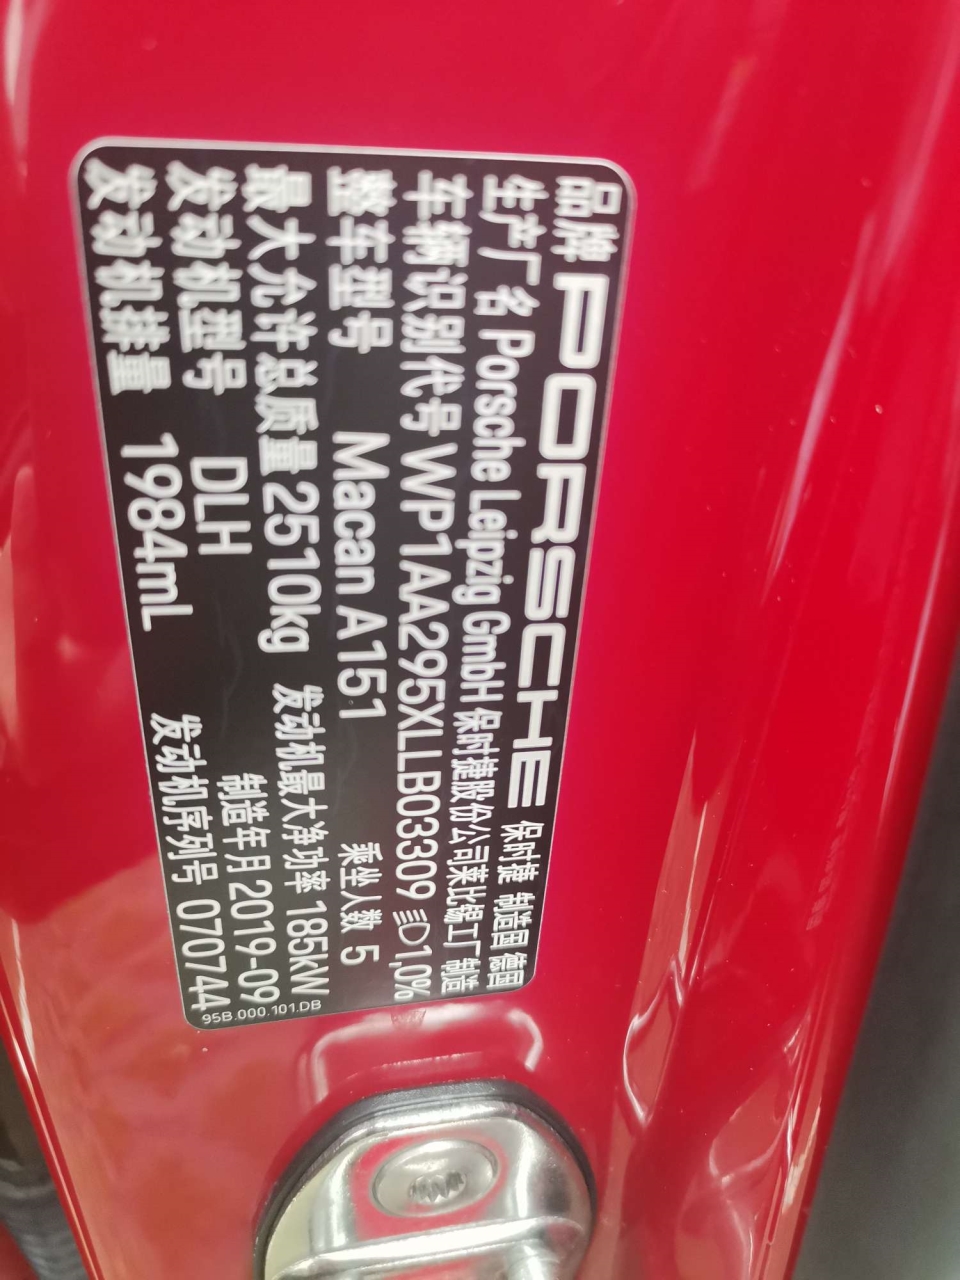 品牌 PORSCHE 保时捷 制造国 德国
生产厂名 Porsche Leipzig GmbH 保时捷股份公司莱比锡工厂 制造
车辆识别代号 WP1AA295XLLB03309 1,0%
整车型号 Macan A151 乘坐人数 5
最大允许总质量 2510kg 发动机最大净功率 185kW
发动机型号 DLH 制造年月 2019-09
发动机排量 1984mL 发动机序列号 070744
95B.000.101.DB